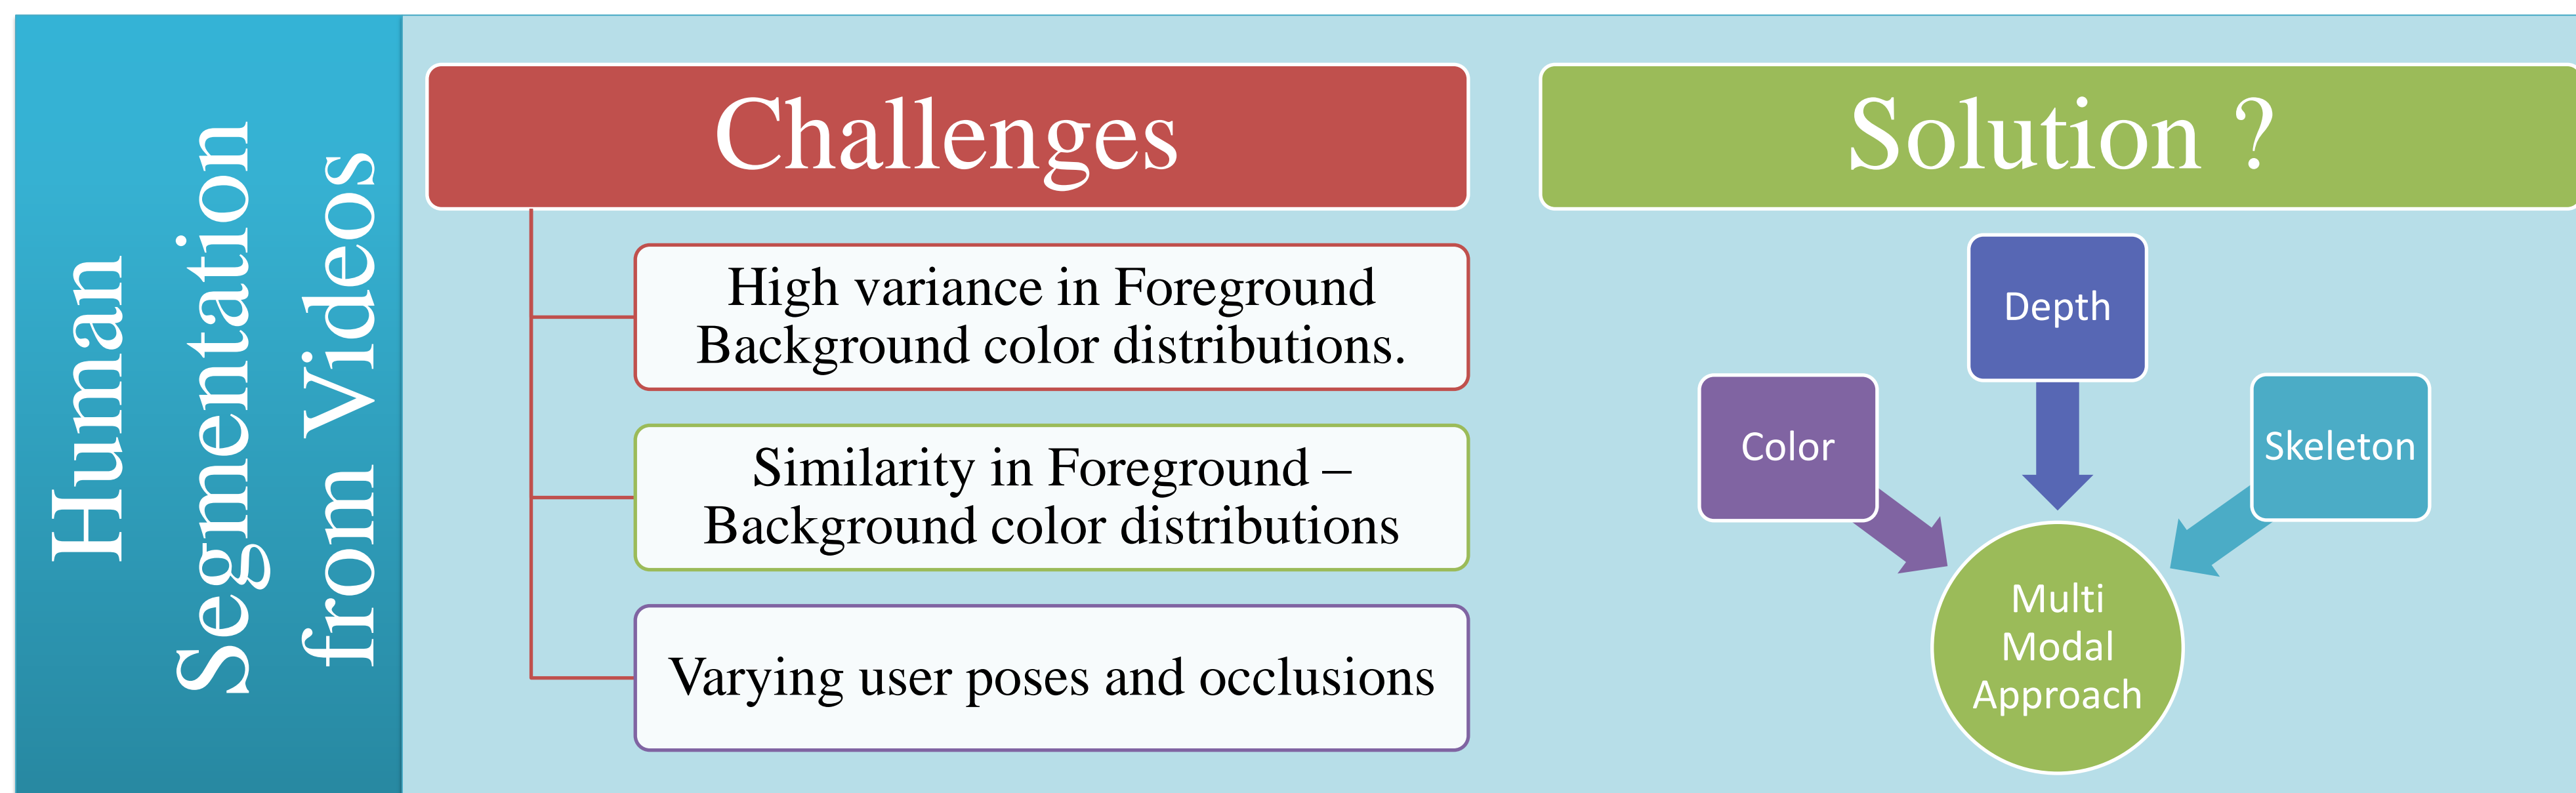 Human
Segmentation
from Videos
Challenges
High variance in Foreground
Background color distributions.
Similarity in Foreground –
Background color distributions
Varying user poses and occlusions
Solution ?
Depth
Color
Skeleton
Multi
Modal
Approach